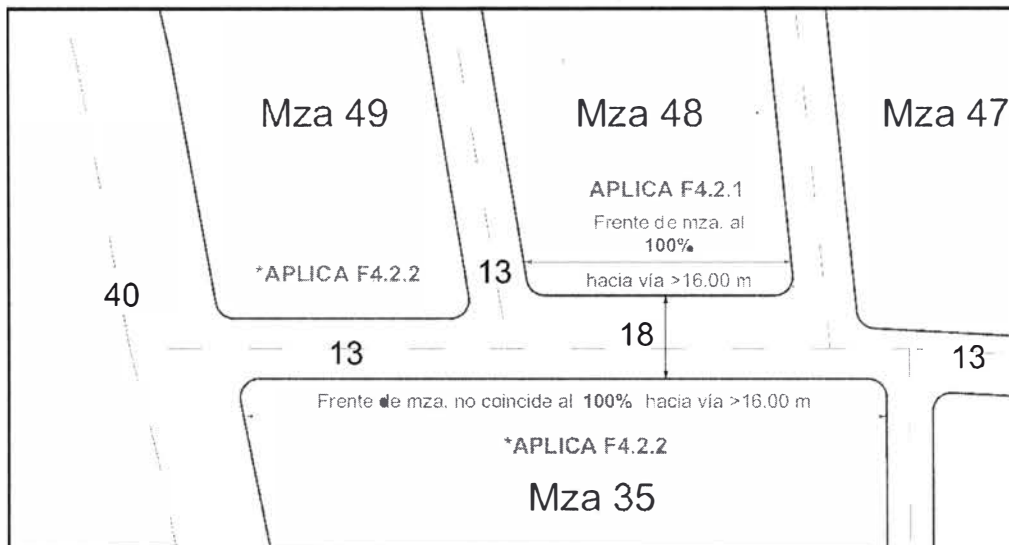 Mza 49
Mza 48
Mza 47
APLICA F4.2.1
Frente de mza. al
100%
hacia vía >16.00 m
*APLICA F4.2.2
13
40
18
13
13
Frente de mza. no coincide al 100% hacia vía >16.00 m
*APLICA F4.2.2
Mza 35